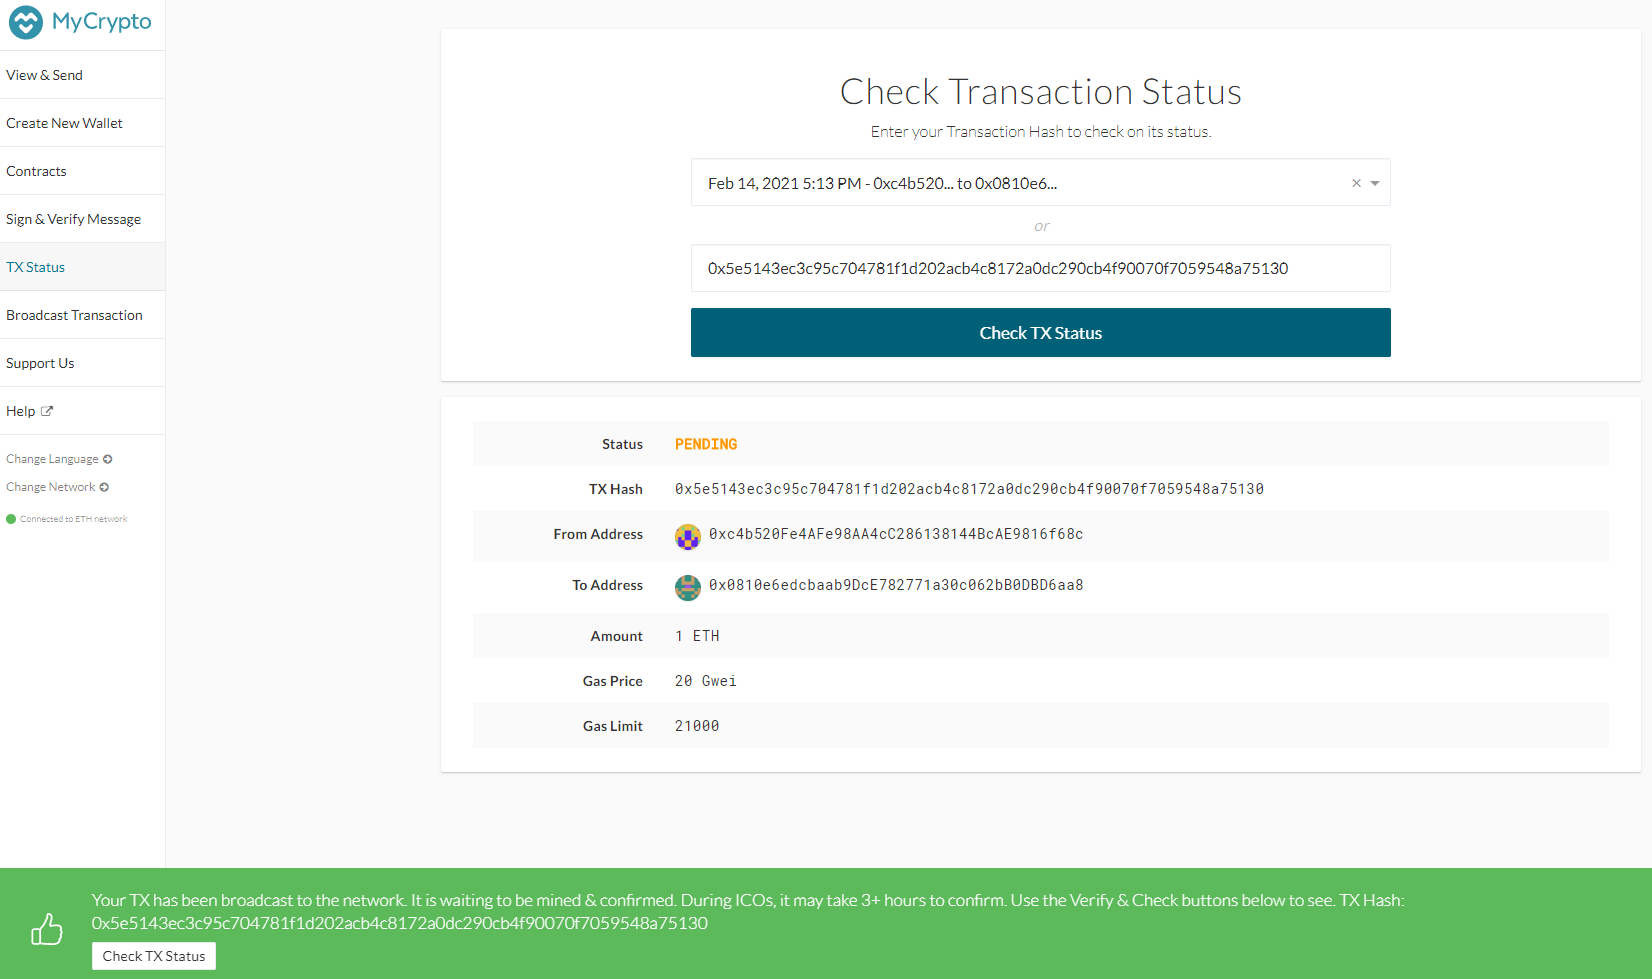 MyCrypto
View & Send
Create New Wallet
Contracts
Sign & Verify Message
TX Status
Broadcast Transaction
Support Us
Help
Change Language
Change Network
Connected to ETH network
Check Transaction Status
Enter your Transaction Hash to check on its status.
Feb 14, 2021 5:13 PM - 0xc4b520... to 0x0810e6...
or
0x5e5143ec3c95c704781f1d202acb4c8172a0dc290cb4f90070f7059548a75130
Check TX Status
Status PENDING
TX Hash 0x5e5143ec3c95c704781f1d202acb4c8172a0dc290cb4f90070f7059548a75130
From Address 0xc4b520Fe4AFe98AA4cC286138144BcAE9816f68c
To Address 0x0810e6edcbaab9DcE782771a30c062bB0DBD6aa8
Amount 1 ETH
Gas Price 20 Gwei
Gas Limit 21000
Your TX has been broadcast to the network. It is waiting to be mined & confirmed. During ICOs, it may take 3+ hours to confirm. Use the Verify & Check buttons below to see. TX Hash:
0x5e5143ec3c95c704781f1d202acb4c8172a0dc290cb4f90070f7059548a75130
Check TX Status